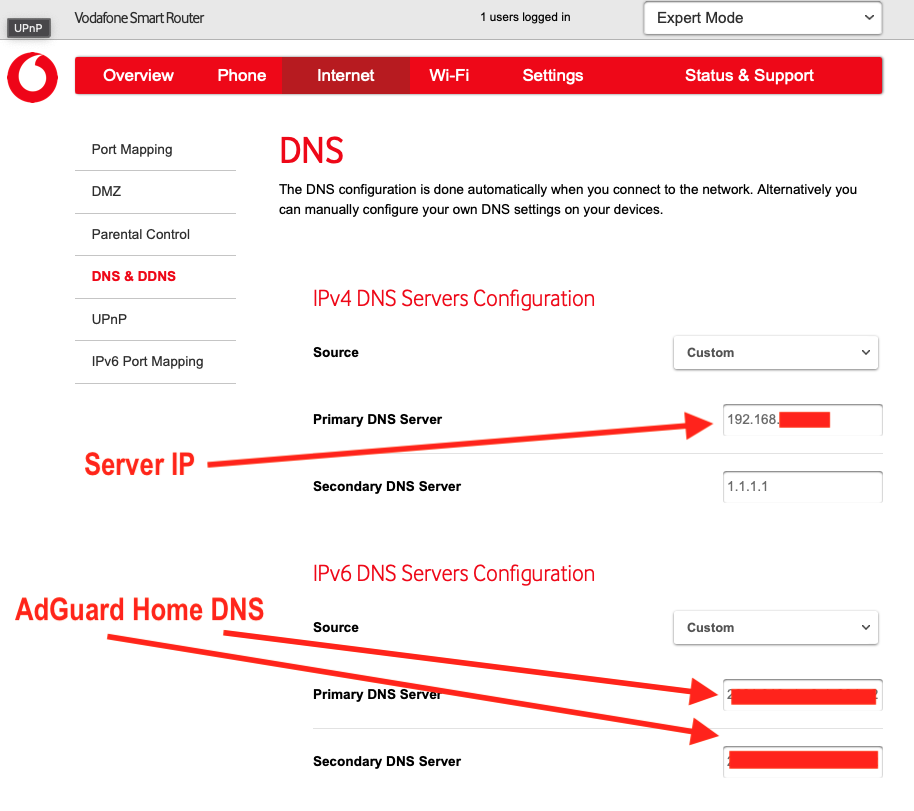 Vodafone Smart Router
1 users logged in
Expert Mode
UPnP
Overview
Phone
Internet
Wi-Fi
Settings
Status & Support
Port Mapping
DMZ
Parental Control
DNS & DDNS
UPnP
IPv6 Port Mapping
DNS
The DNS configuration is done automatically when you connect to the network. Alternatively you
can manually configure your own DNS settings on your devices.
IPv4 DNS Servers Configuration
Source
Custom
Primary DNS Server
192.168.
Server IP
Secondary DNS Server
1.1.1.1
IPv6 DNS Servers Configuration
AdGuard Home DNS
Source
Custom
Primary DNS Server
Secondary DNS Server